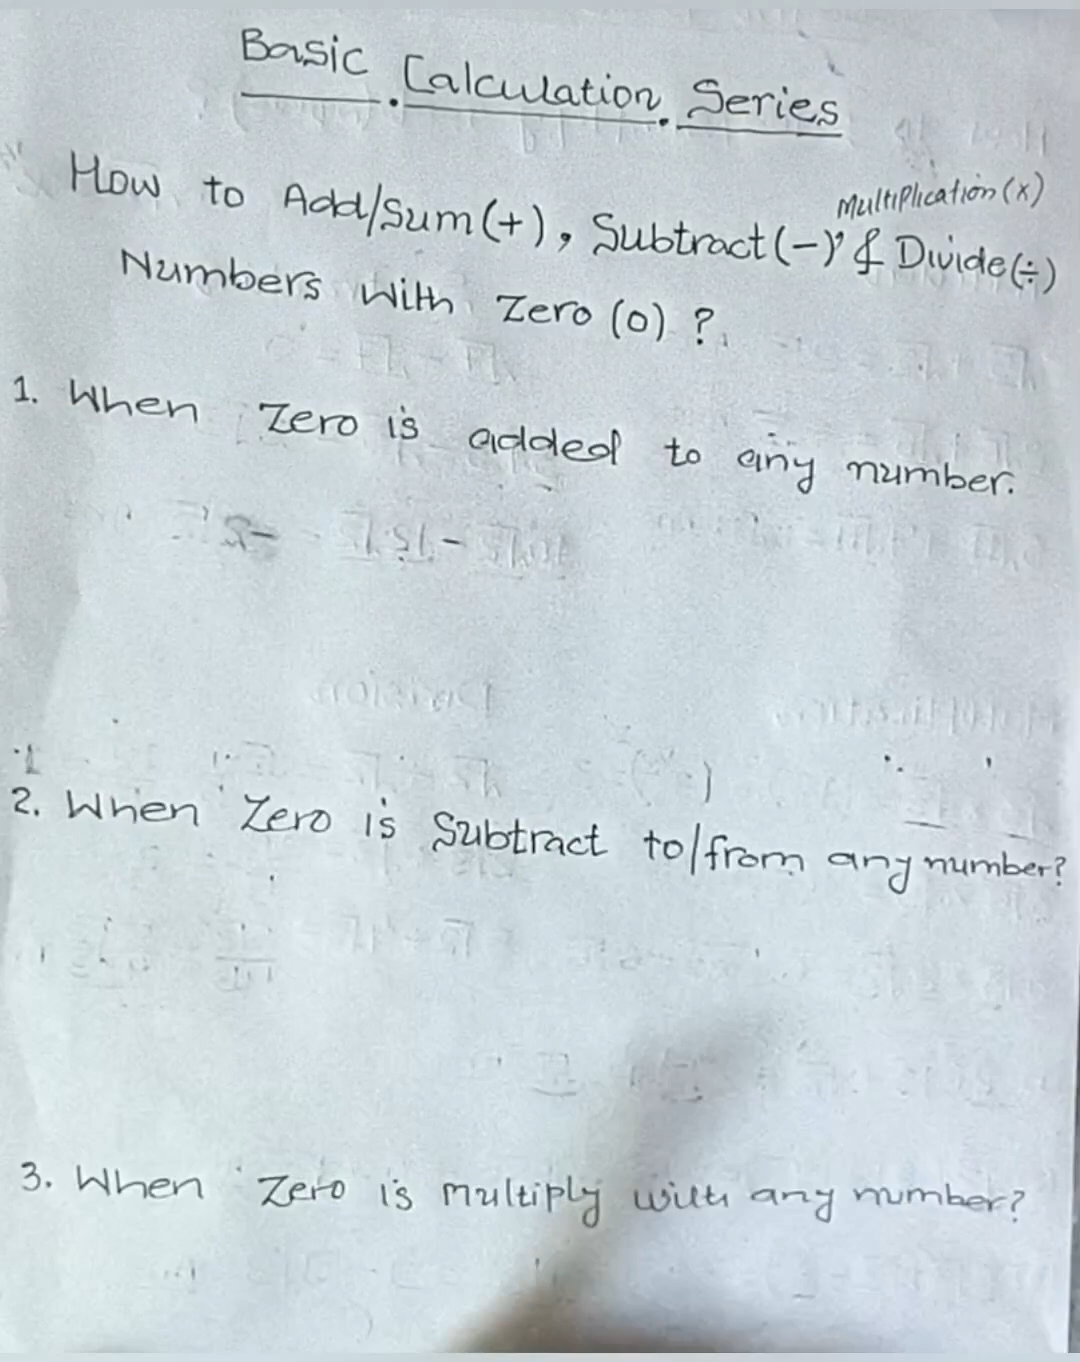 Basic Calculation Series
How to Add/Sum(+), Subtract(-), Multiplication(x) & Divide(÷)
Numbers with Zero (0) ?
1. When Zero is added to any number.
2. When Zero is Subtract to/from any number?
3. When Zero is multiply with any number?